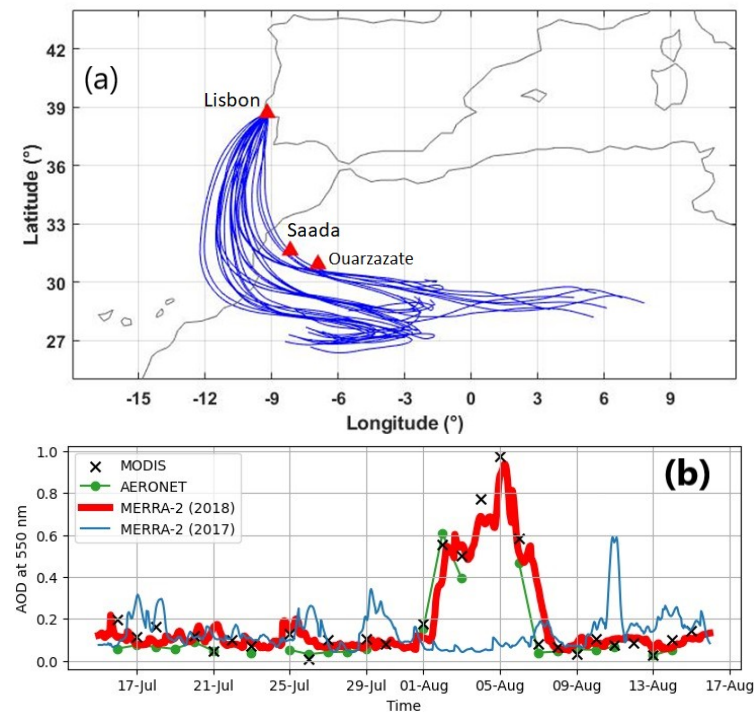 (a)
42
39
36
33
30
27
Latitude (°)
Lisbon
Saada
Ouarzazate
-15 -12 -9 -6 -3 0 3 6 9
Longitude (°)
(b)
MODIS
AERONET
MERRA-2 (2018)
MERRA-2 (2017)
1.0
0.8
0.6
0.4
0.2
0.0
AOD at 550 nm
17-Jul 21-Jul 25-Jul 29-Jul 01-Aug 05-Aug 09-Aug 13-Aug 17-Aug
Time